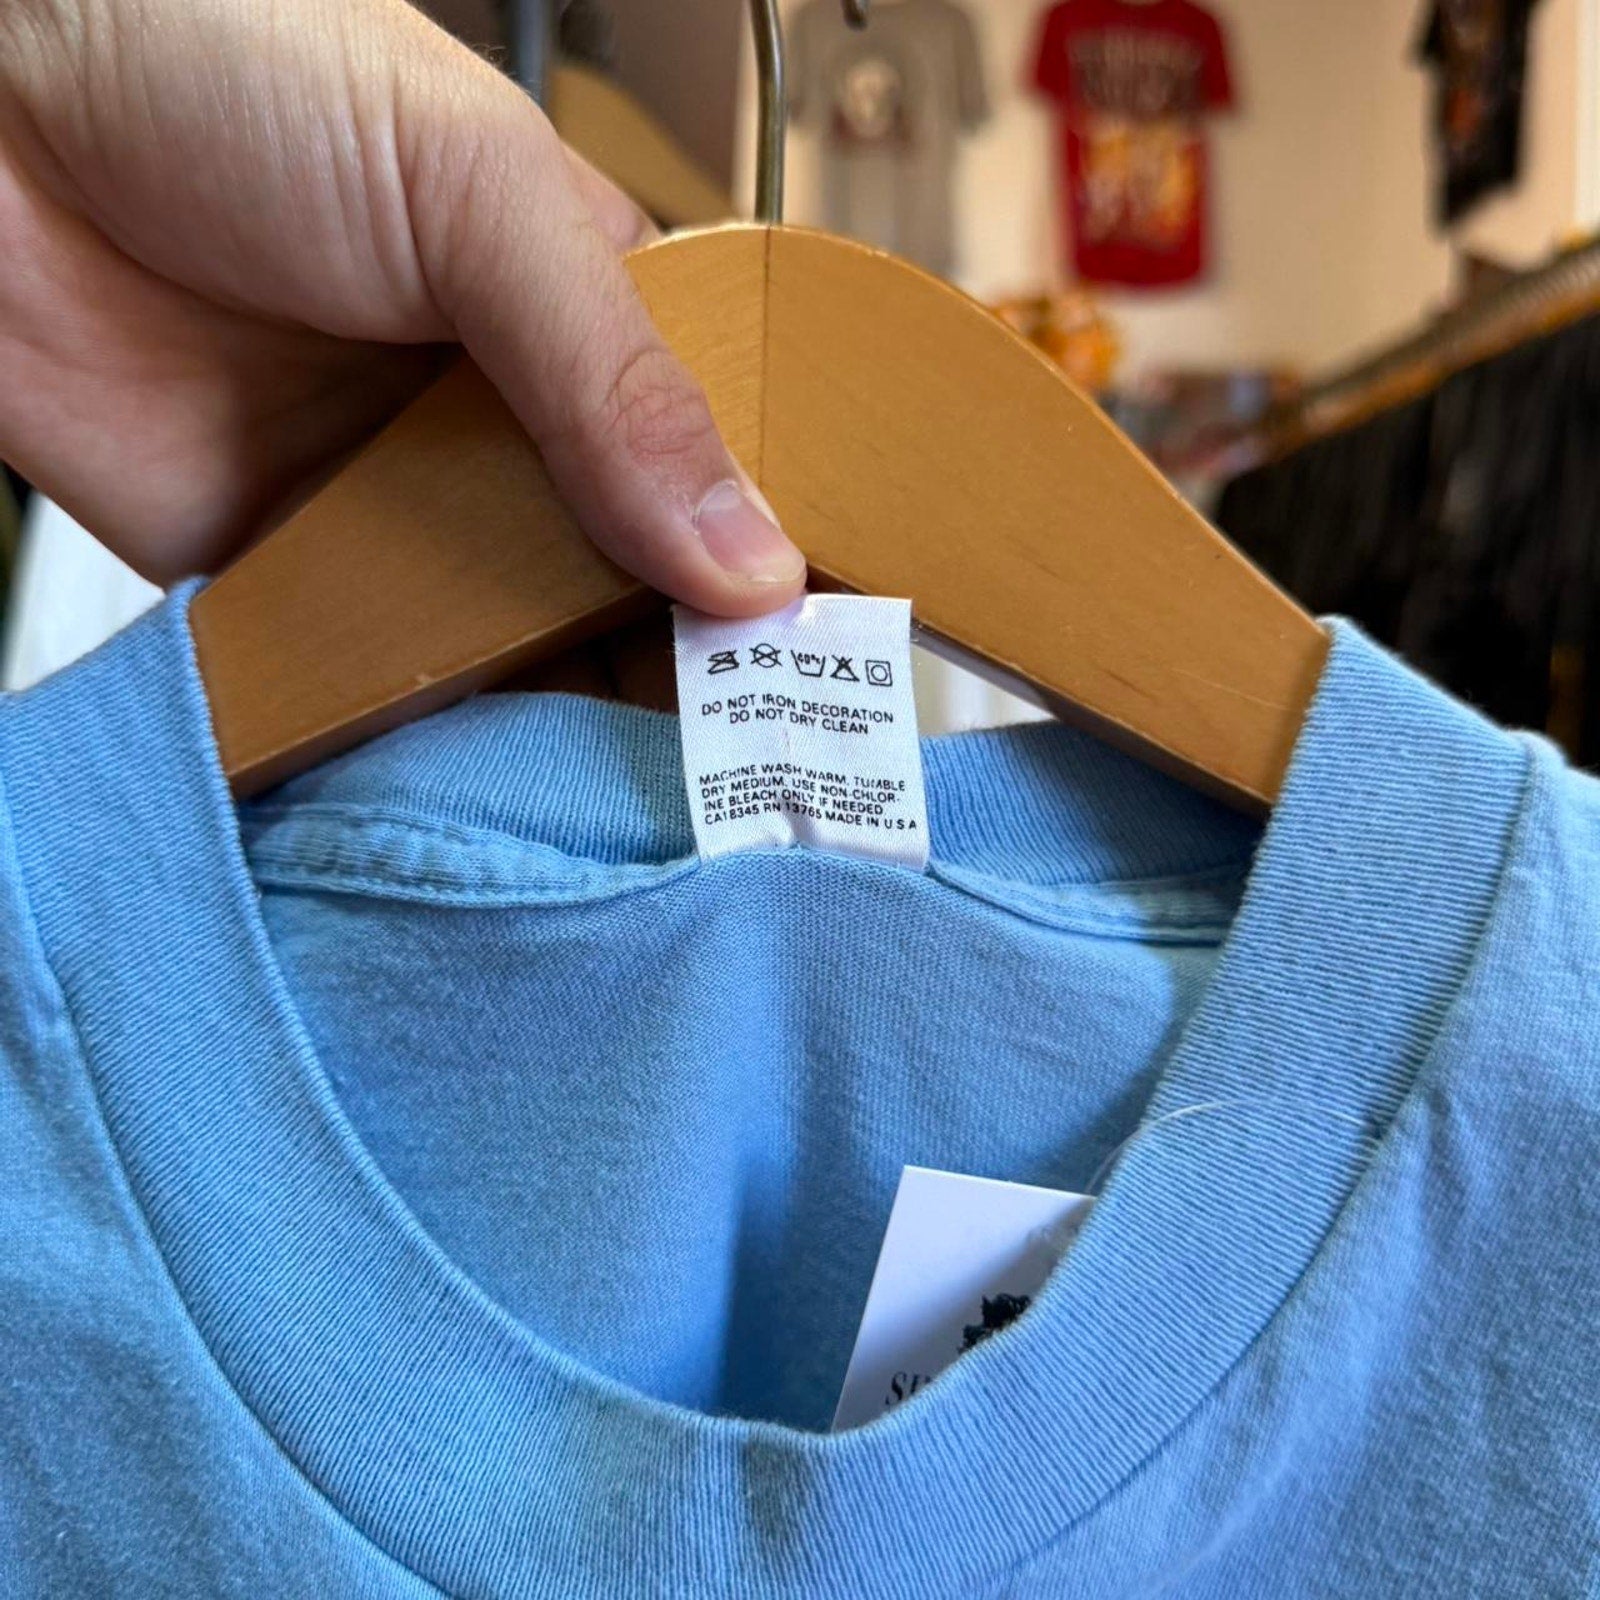 60°
DO NOT IRON DECORATION
DO NOT DRY CLEAN
MACHINE WASH WARM, TUMBLE
DRY MEDIUM. USE NON-CHLOR-
INE BLEACH ONLY IF NEEDED
CA18345 RN 13765 MADE IN U S A